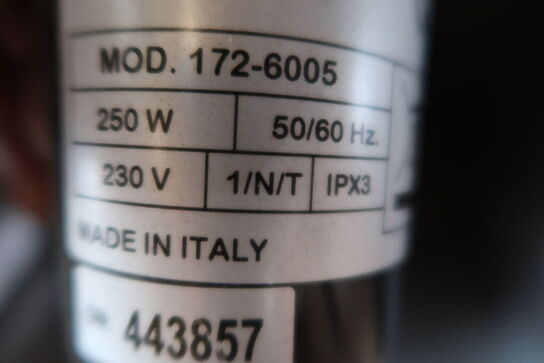 MOD. 172-6005
250 W 50/60 Hz.
230 V 1/N/T IPX3
MADE IN ITALY
443857